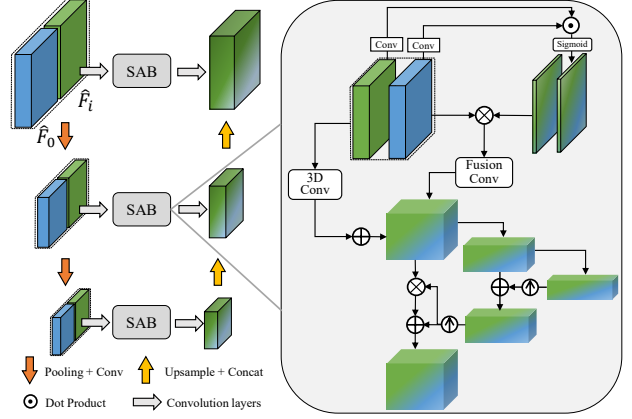 F̂ᵢ
F̂₀
SAB
SAB
SAB
Pooling + Conv
Upsample + Concat
Dot Product
Convolution layers
Conv
Conv
Sigmoid
3D
Conv
Fusion
Conv